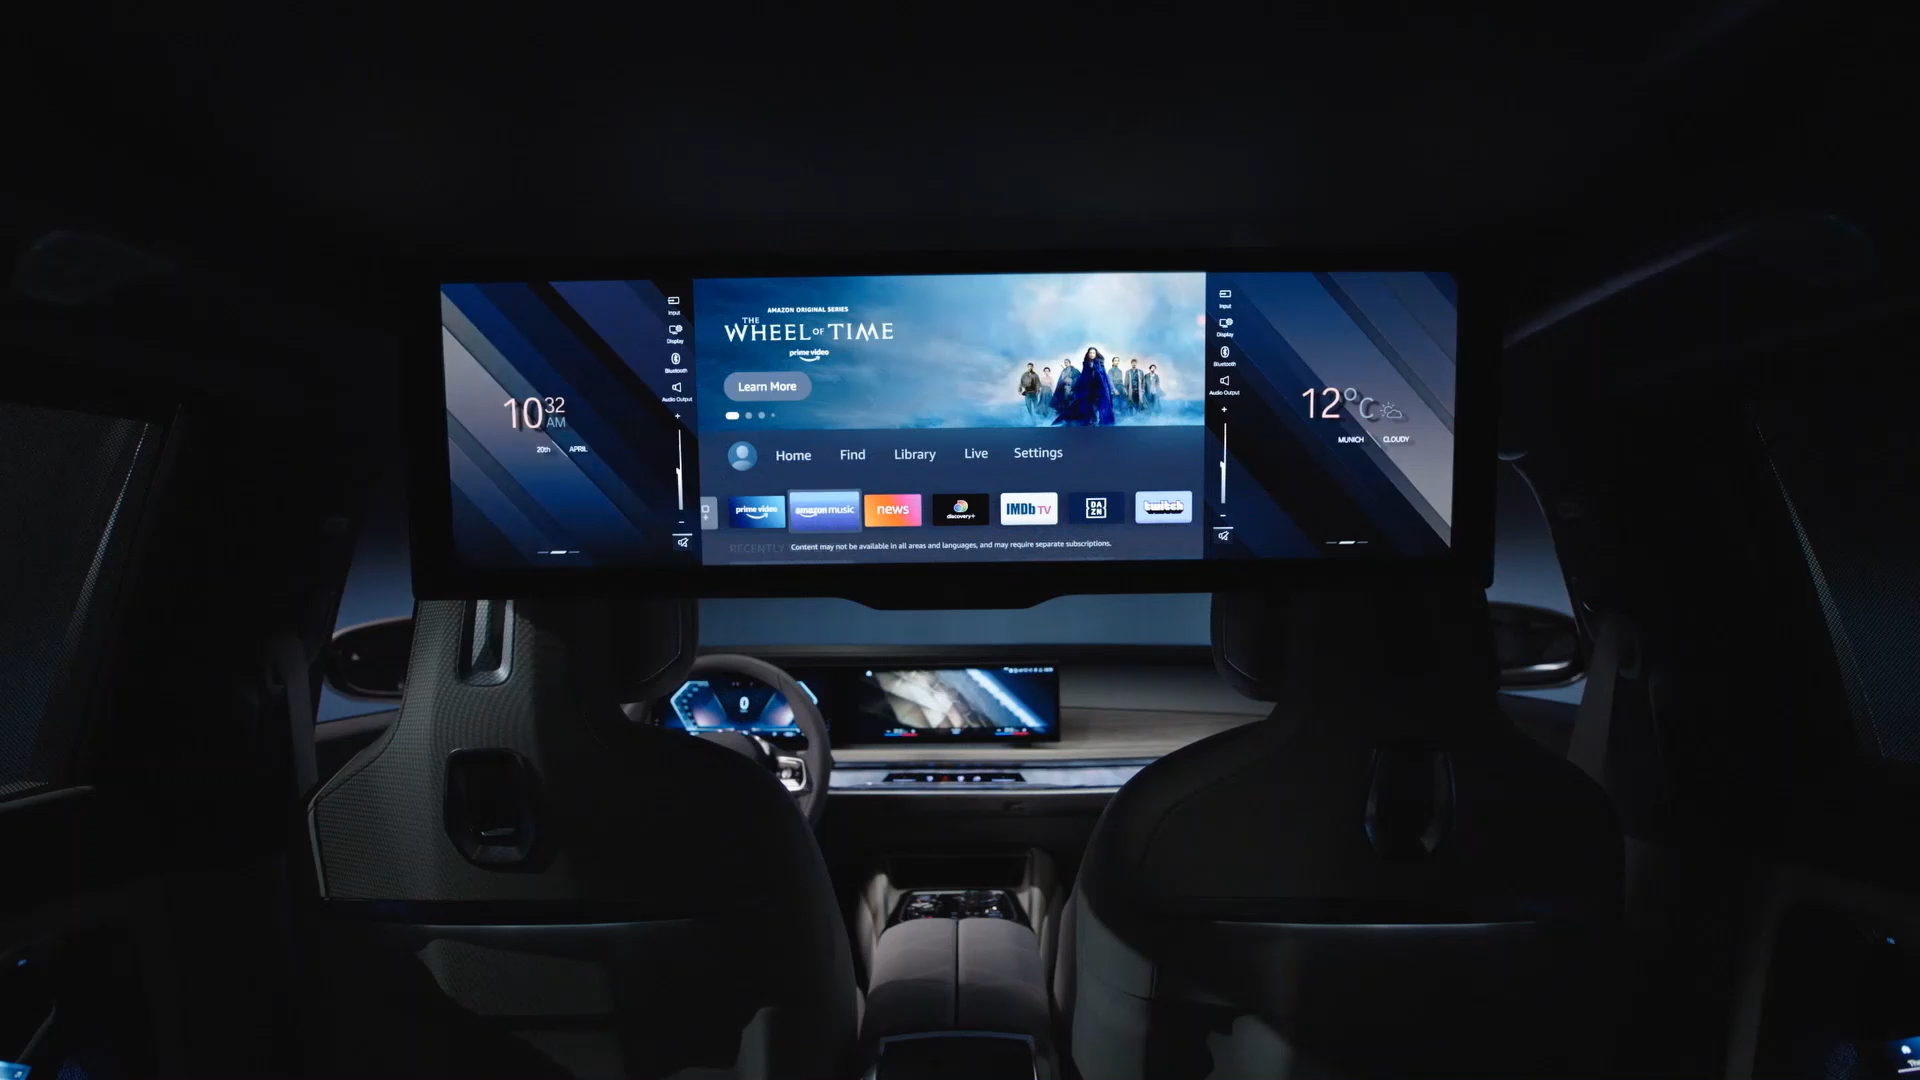 10 32
AM
20th APRIL
Input
Display
Bluetooth
Audio Output
+
−
AMAZON ORIGINAL SERIES
THE
WHEEL OF TIME
prime video
Learn More
Home Find Library Live Settings
prime video amazon music news discovery+ IMDb TV DAZN twitch
RECENTLY
Content may not be available in all areas and languages, and may require separate subscriptions.
Input
Display
Bluetooth
Audio Output
+
−
12°C
MUNICH CLOUDY
0